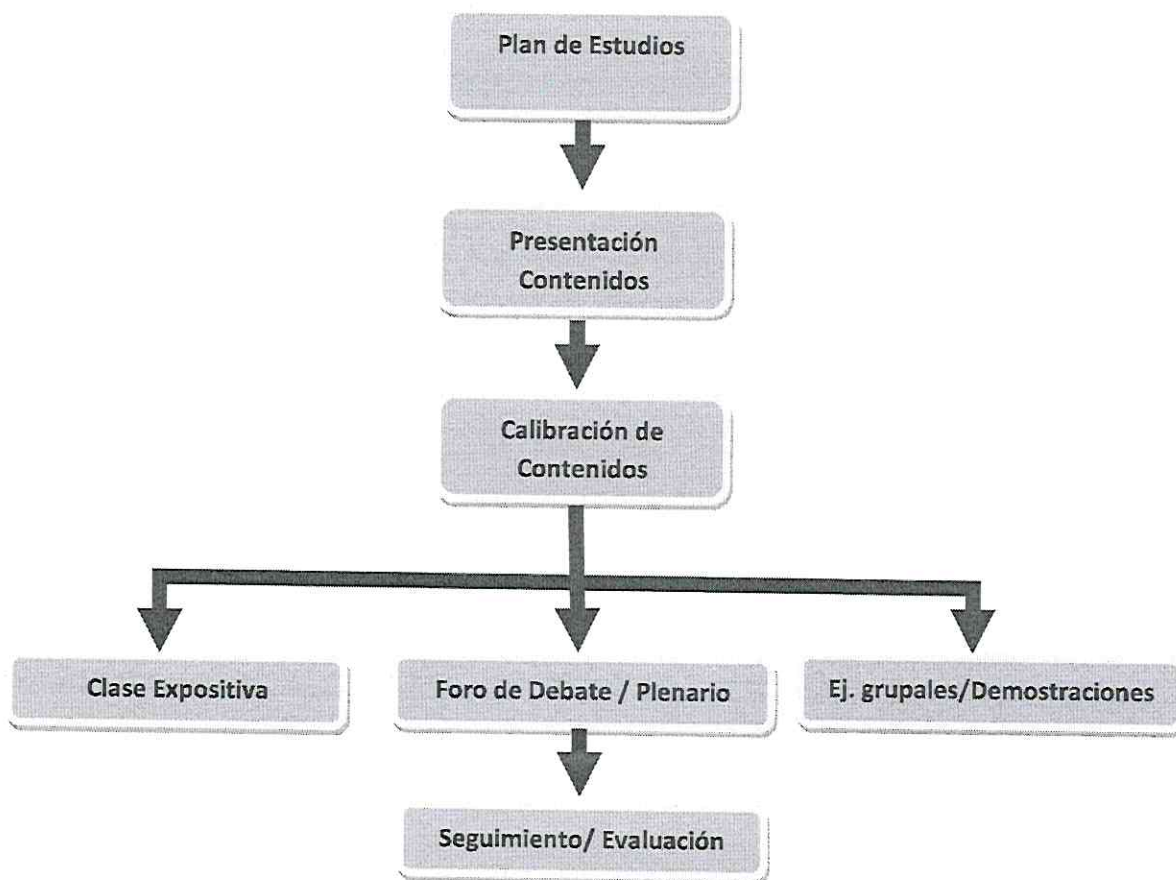 Plan de Estudios
Presentación
Contenidos
Calibración de
Contenidos
Clase Expositiva
Foro de Debate / Plenario
Ej. grupales/Demostraciones
Seguimiento/ Evaluación